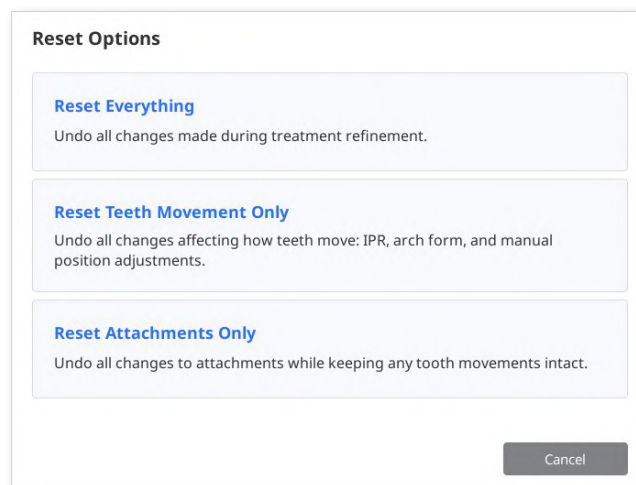 Reset Options
Reset Everything
Undo all changes made during treatment refinement.
Reset Teeth Movement Only
Undo all changes affecting how teeth move: IPR, arch form, and manual
position adjustments.
Reset Attachments Only
Undo all changes to attachments while keeping any tooth movements intact.
Cancel